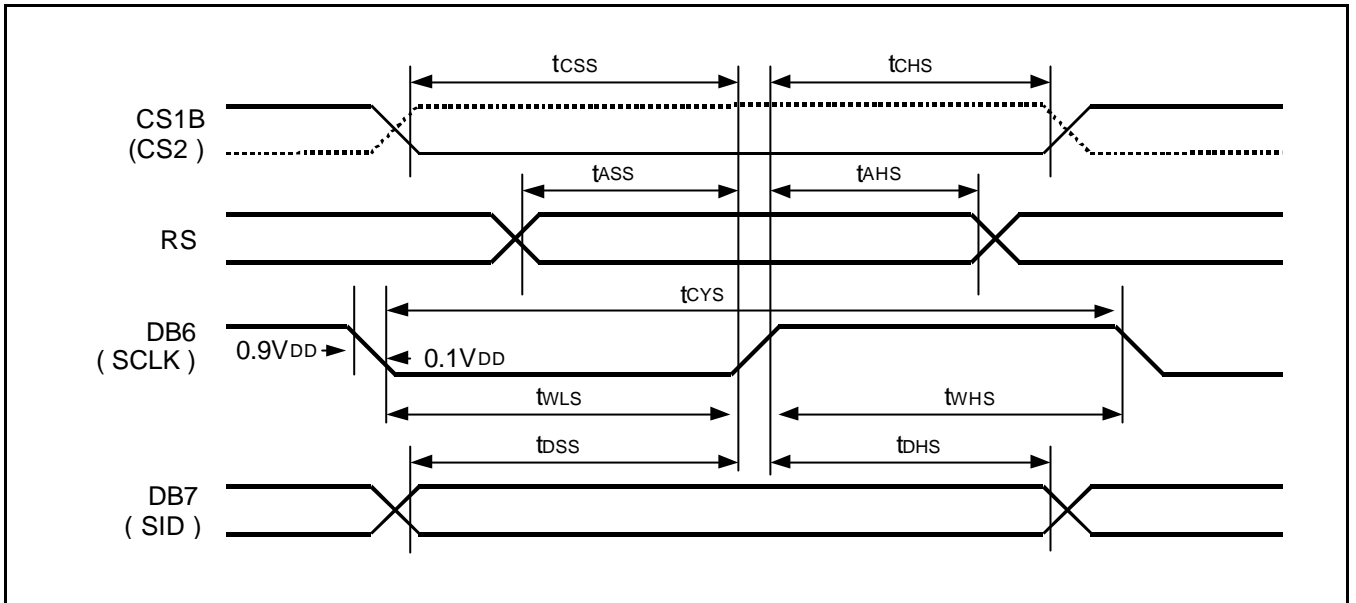 tCSS tCHS
CS1B
(CS2 )
tASS tAHS
RS
tCYS
DB6
( SCLK)
0.9VDD 0.1VDD
tWLS tWHS
tDSS tDHS
DB7
( SID )